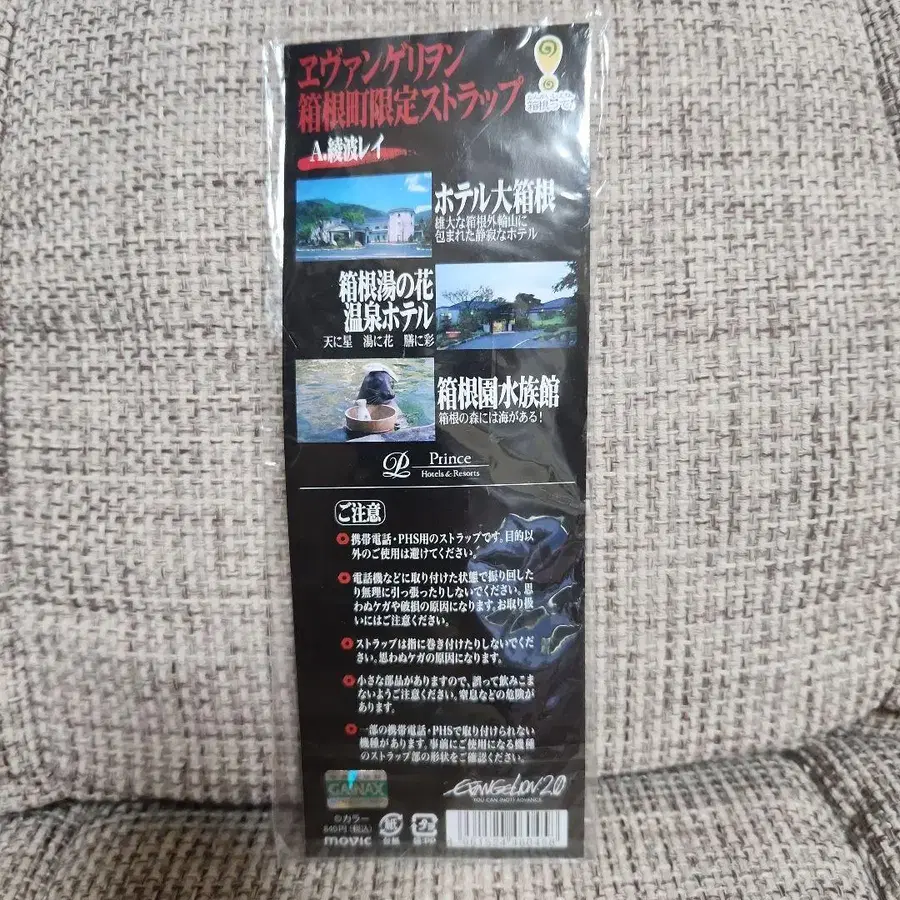 ヱヴァンゲリヲン
箱根町限定ストラップ
A.綾波レイ
ホテル大箱根
雄大な箱根外輪山に
包まれた静寂なホテル
箱根湯の花
温泉ホテル
天に星 湯に花 膳に彩
箱根園水族館
箱根の森には海がある!
Prince
Hotels & Resorts
ご注意
携帯電話・PHS用のストラップです。目的以
外のご使用は避けてください。
電話機などに取り付けた状態で振り回した
り無理に引っ張ったりしないでください。思
わぬケガや破損の原因になります。お取り扱
いにはご注意ください。
ストラップは指に巻き付けたりしないでくだ
さい。思わぬケガの原因になります。
小さな部品がありますので、誤って飲みこま
ないようご注意ください。窒息などの危険が
あります。
一部の携帯電話・PHSで取り付けられない
機種があります。事前にご使用になる機種
のストラップ部の形状をご確認ください。
GAINAX
EVANGELION 2.0
YOU CAN (NOT) ADVANCE.
©カラー
840円(税込)
movic
紙
台紙
プラ
袋:PP